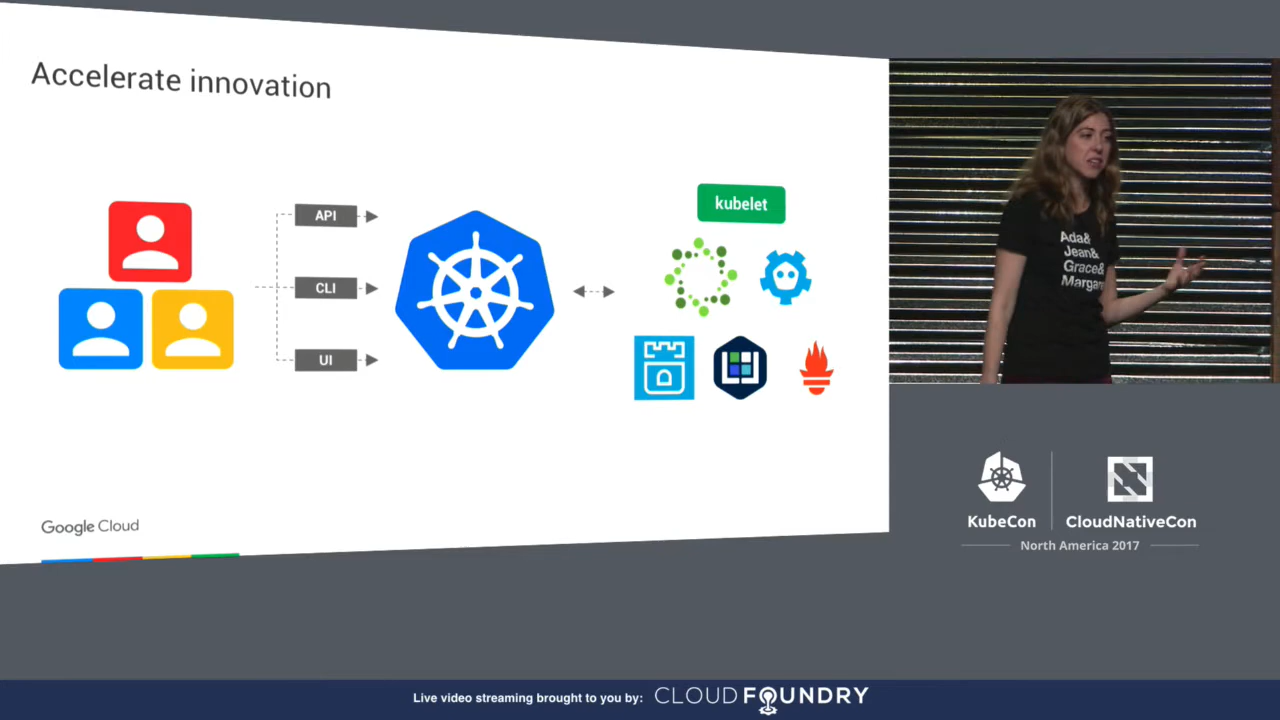 Accelerate innovation
API
CLI
UI
kubelet
Google Cloud
Ada&
Jean&
Grace&
KubeCon
CloudNativeCon
North America 2017
Live video streaming brought to you by: CLOUD FOUNDRY